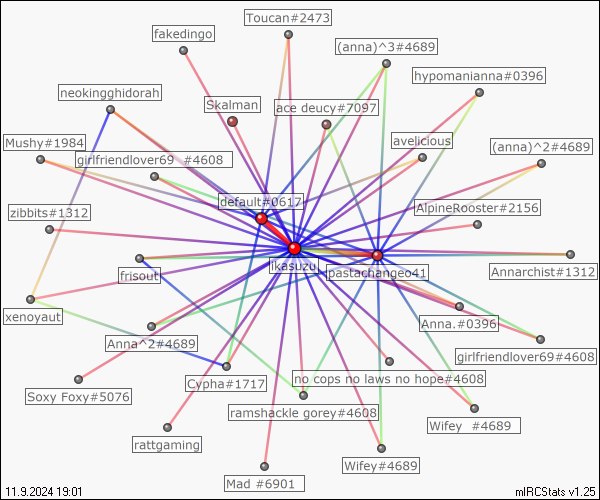 Toucan#2473
fakedingo
(anna)^3#4689
hypomanianna#0396
neokingghidorah
Skalman
ace deucy#7097
Mushy#1984
avelicious
(anna)^2#4689
girlfriendlover69 #4608
default#0617
zibbits#1312
AlpineRooster#2156
ikasuzu
pastachangeo41
frisout
Annarchist#1312
xenoyaut
Anna.#0396
Anna^2#4689
girlfriendlover69#4608
Cypha#1717
no cops no laws no hope#4608
Soxy Foxy#5076
ramshackle gorey#4608
rattgaming
Wifey #4689
Wifey#4689
Mad #6901
11.9.2024 19:01
mIRCStats v1.25